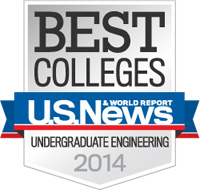 BEST
COLLEGES
U.S.News & WORLD REPORT
UNDERGRADUATE ENGINEERING
2014